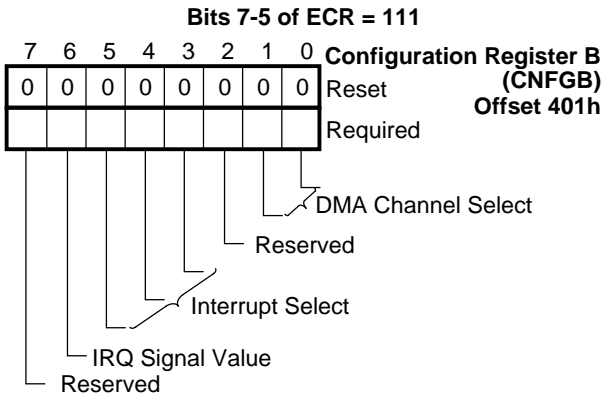 Bits 7-5 of ECR = 111
7 6 5 4 3 2 1 0 Configuration Register B
(CNFGB)
Offset 401h
0 0 0 0 0 0 0 0 Reset
Required
DMA Channel Select
Reserved
Interrupt Select
IRQ Signal Value
Reserved